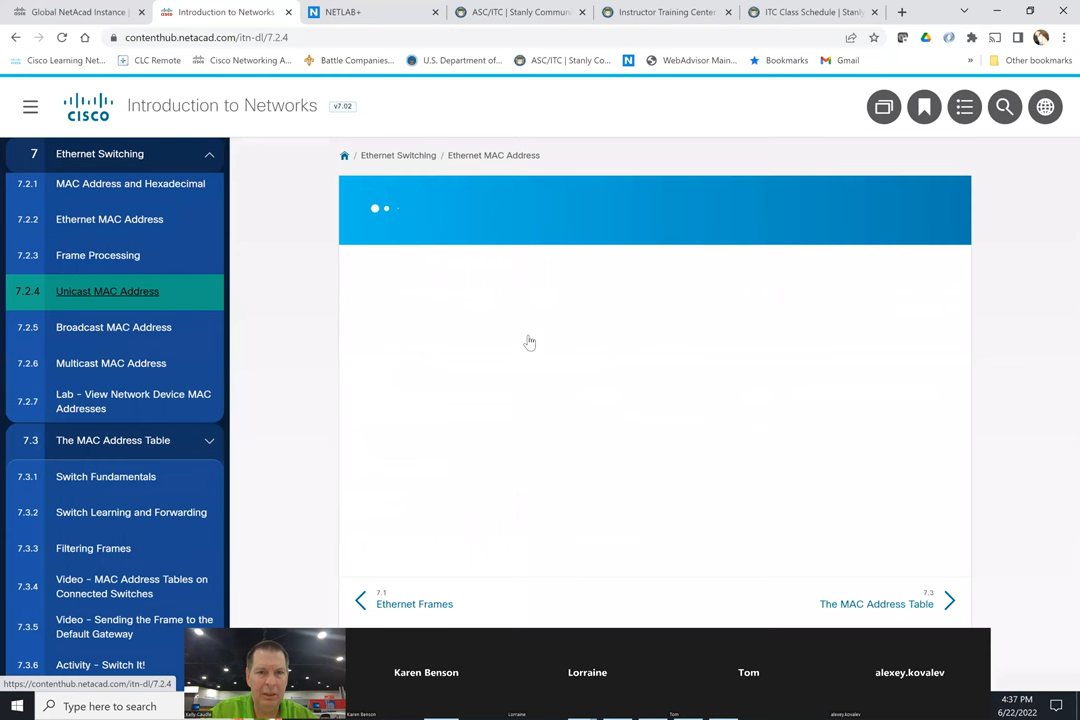 Global NetAcad Instance |
Introduction to Networks
NETLAB+
ASC/ITC | Stanly Commun
Instructor Training Center
ITC Class Schedule | Stanly
contenthub.netacad.com/itn-dl/7.2.4
Cisco Learning Net...
CLC Remote
Cisco Networking A...
Battle Companies...
U.S. Department of...
ASC/ITC | Stanly Co...
WebAdvisor Main...
Bookmarks
Gmail
»
Other bookmarks
CISCO
Introduction to Networks
v7.02
7 Ethernet Switching
7.2.1 MAC Address and Hexadecimal
7.2.2 Ethernet MAC Address
7.2.3 Frame Processing
7.2.4 Unicast MAC Address
7.2.5 Broadcast MAC Address
7.2.6 Multicast MAC Address
7.2.7 Lab - View Network Device MAC
Addresses
7.3 The MAC Address Table
7.3.1 Switch Fundamentals
7.3.2 Switch Learning and Forwarding
7.3.3 Filtering Frames
7.3.4 Video - MAC Address Tables on
Connected Switches
7.3.5 Video - Sending the Frame to the
Default Gateway
7.3.6 Activity - Switch It!
/ Ethernet Switching / Ethernet MAC Address
7.1
Ethernet Frames
7.3
The MAC Address Table
https://contenthub.netacad.com/itn-dl/7.2.4
Karen Benson
Lorraine
Tom
alexey.kovalev
Kelly Caudle
Karen Benson
Lorraine
Tom
alexey.kovalev
Type here to search
4:37 PM
6/22/2022